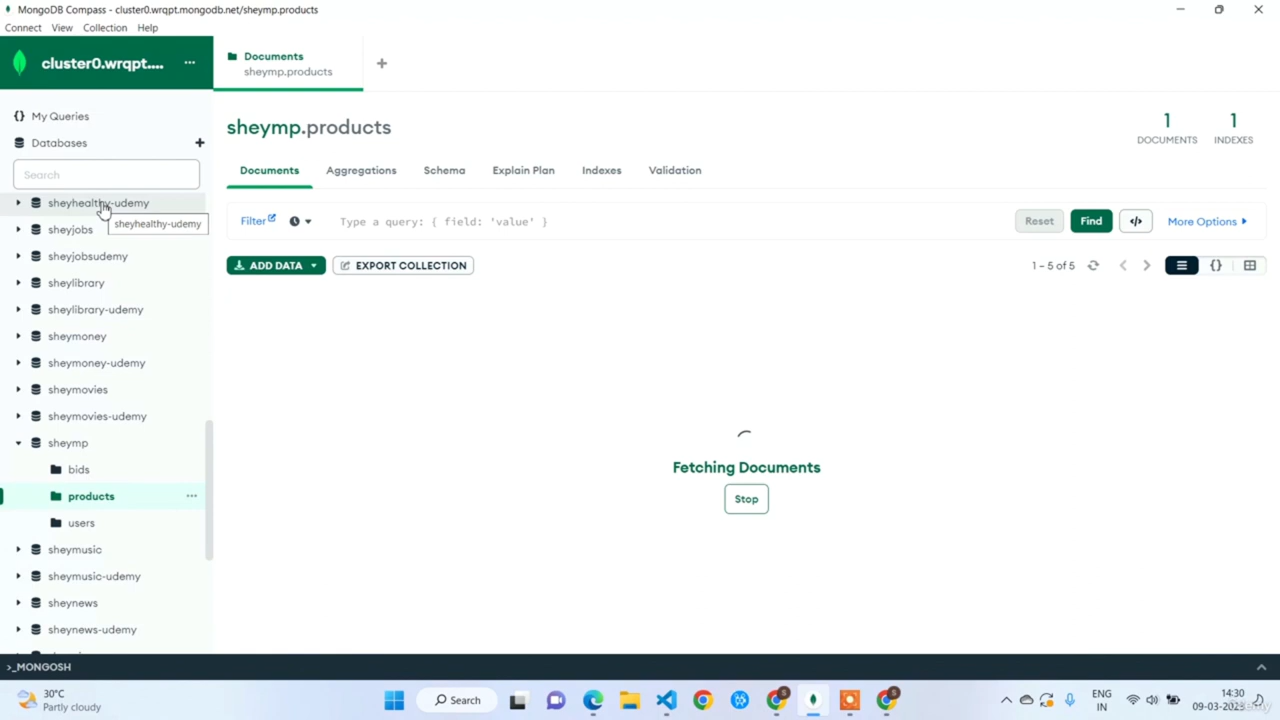 MongoDB Compass - cluster0.wrqpt.mongodb.net/sheymp.products
Connect View Collection Help
cluster0.wrqpt....
Documents
sheymp.products
My Queries
Databases
Search
sheyhealthy-udemy
sheyhealthy-udemy
sheyjobs
sheyjobsudemy
sheylibrary
sheylibrary-udemy
sheymoney
sheymoney-udemy
sheymovies
sheymovies-udemy
sheymp
bids
products
users
sheymusic
sheymusic-udemy
sheynews
sheynews-udemy
sheymp.products
1
DOCUMENTS
1
INDEXES
Documents Aggregations Schema Explain Plan Indexes Validation
Filter Type a query: { field: 'value' } Reset Find </> More Options
ADD DATA EXPORT COLLECTION 1 – 5 of 5 {}
Fetching Documents
Stop
>_MONGOSH
30°C
Partly cloudy
Search
5
5
ENG
IN
14:30
09-03-2023